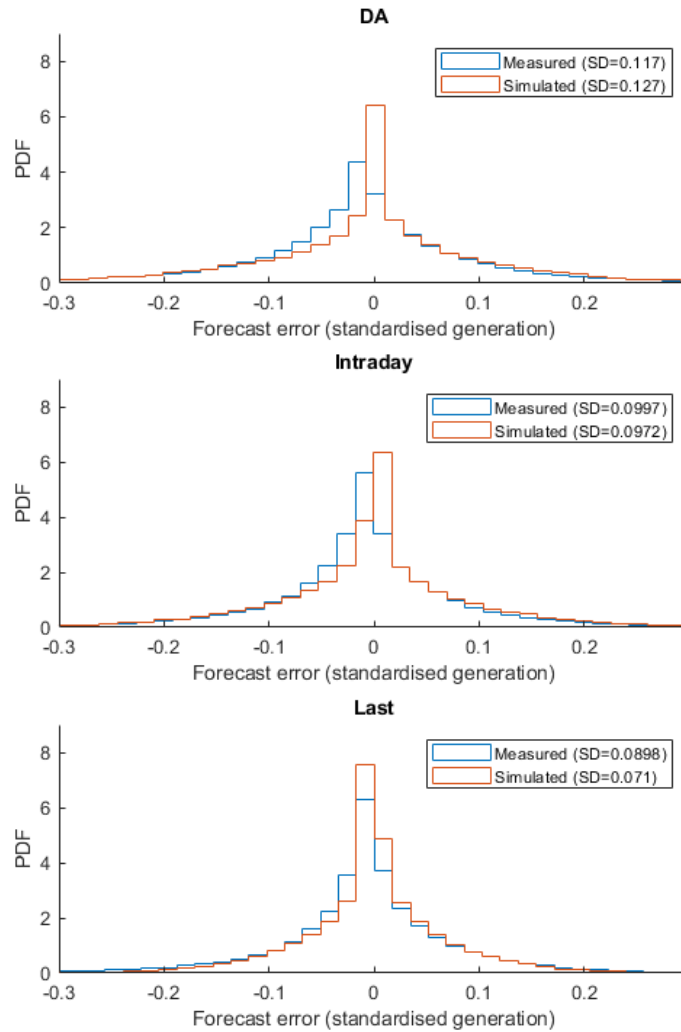 DA
8
6
4
2
0
PDF
Measured (SD=0.117)
Simulated (SD=0.127)
-0.3 -0.2 -0.1 0 0.1 0.2
Forecast error (standardised generation)
Intraday
8
6
4
2
0
PDF
Measured (SD=0.0997)
Simulated (SD=0.0972)
-0.3 -0.2 -0.1 0 0.1 0.2
Forecast error (standardised generation)
Last
8
6
4
2
0
PDF
Measured (SD=0.0898)
Simulated (SD=0.071)
-0.3 -0.2 -0.1 0 0.1 0.2
Forecast error (standardised generation)